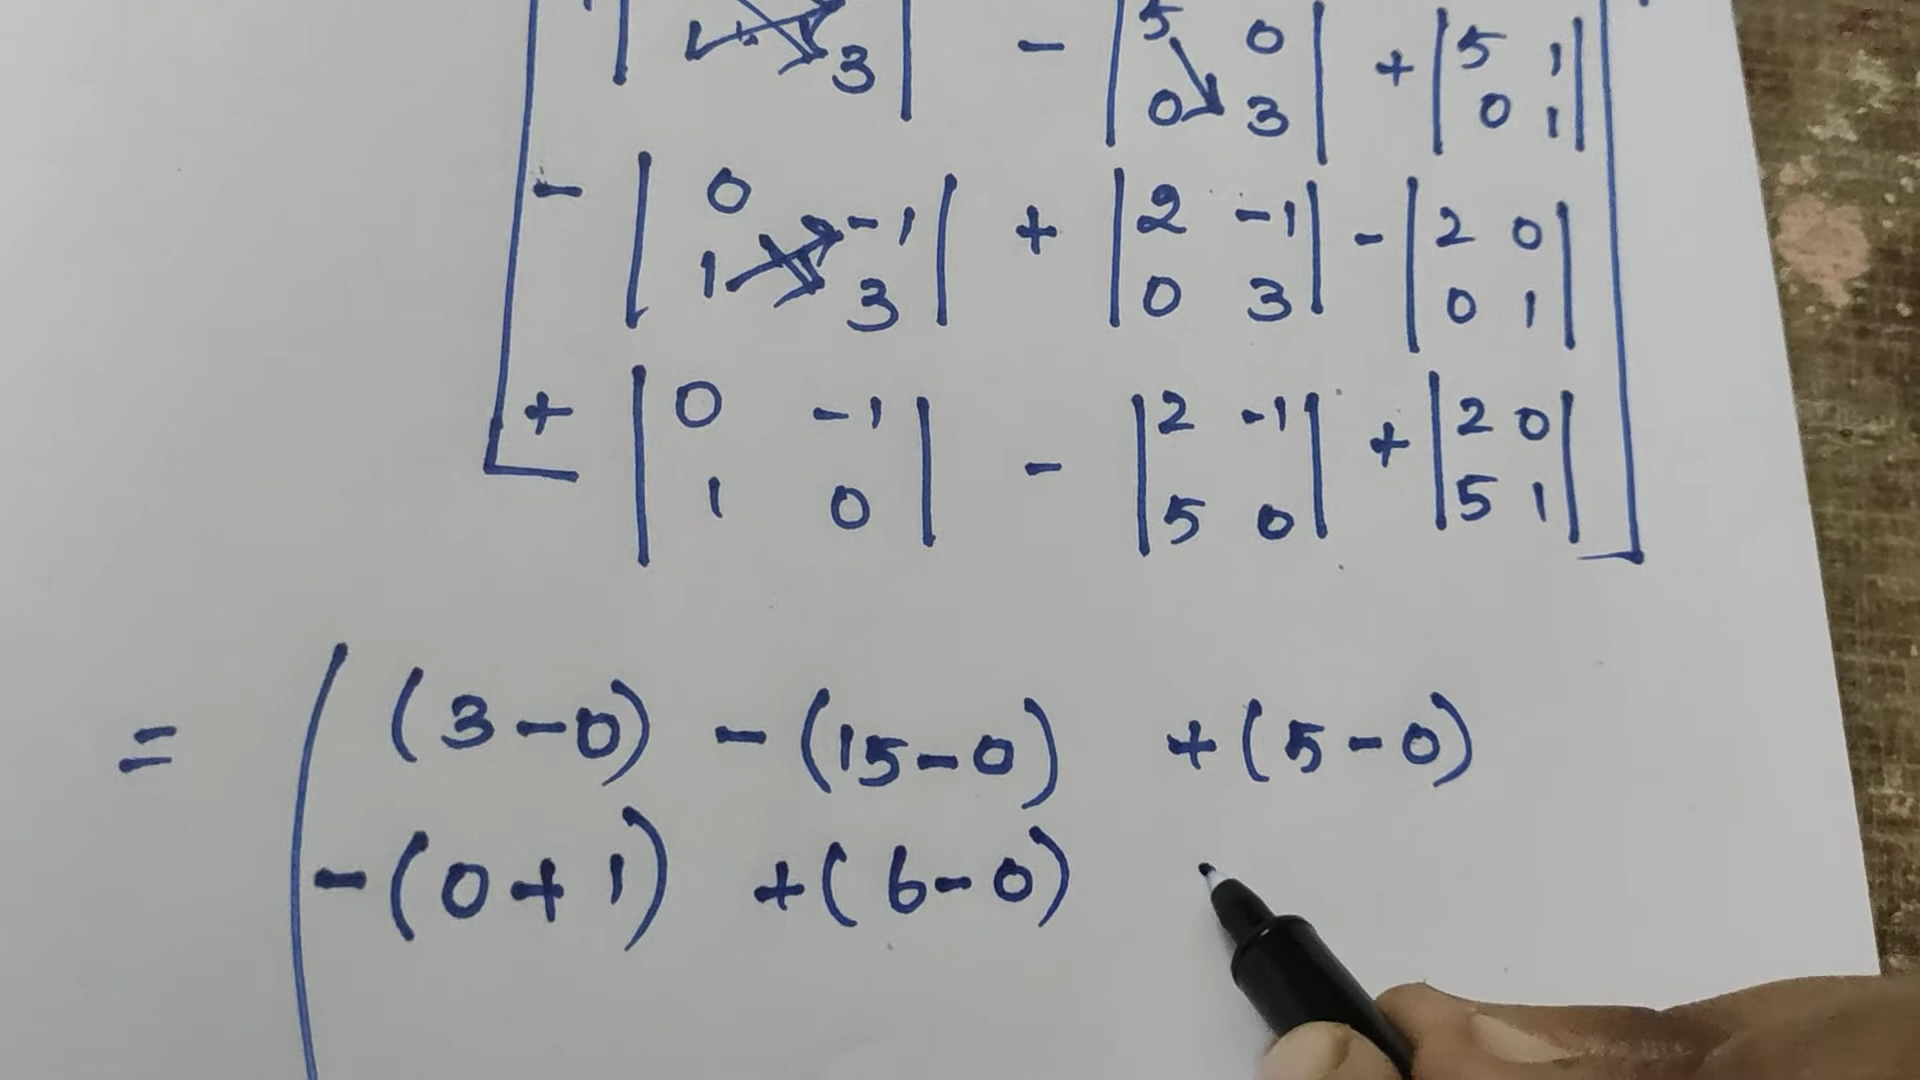 | 1 3 | - | 5 0 | + | 5 1 |
| 0 3 | | 0 1 |
- | 0 -1 | + | 2 -1 | - | 2 0 |
| 1 3 | | 0 3 | | 0 1 |
+ | 0 -1 | - | 2 -1 | + | 2 0 |
| 1 0 | | 5 0 | | 5 1 |
= (3-0) -(15-0) +(5-0)
-(0+1) +(6-0)